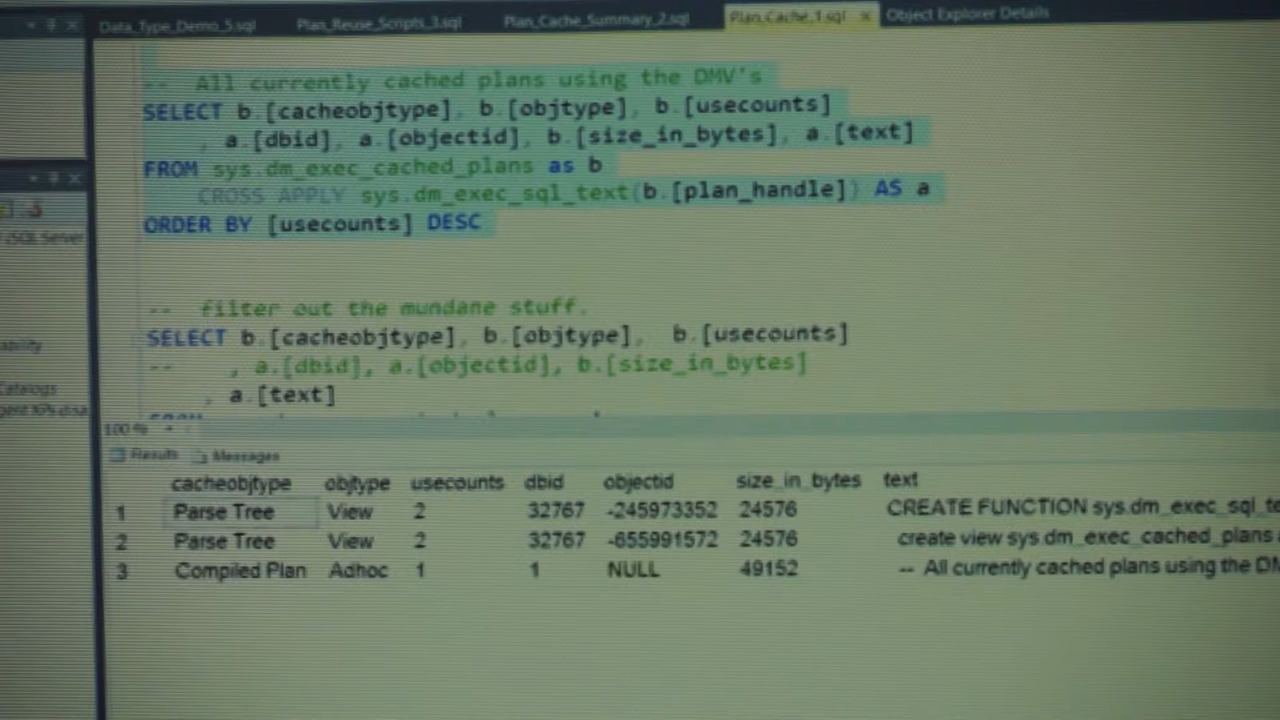 Data_Type_Demo_5.sql Plan_Reuse_Scripts_3.sql Plan_Cache_Summary_2.sql Plan_Cache_1.sql × Object Explorer Details
-- All currently cached plans using the DMV's
SELECT b.[cacheobjtype], b.[objtype], b.[usecounts]
, a.[dbid], a.[objectid], b.[size_in_bytes], a.[text]
FROM sys.dm_exec_cached_plans as b
CROSS APPLY sys.dm_exec_sql_text(b.[plan_handle]) AS a
ORDER BY [usecounts] DESC
-- filter out the mundane stuff.
SELECT b.[cacheobjtype], b.[objtype], b.[usecounts]
-- , a.[dbid], a.[objectid], b.[size_in_bytes]
, a.[text]
100 %
Results Messages
cacheobjtype objtype usecounts dbid objectid size_in_bytes text
1 Parse Tree View 2 32767 -245973352 24576 CREATE FUNCTION sys.dm_exec_sql_te
2 Parse Tree View 2 32767 -655991572 24576 create view sys.dm_exec_cached_plans
3 Compiled Plan Adhoc 1 1 NULL 49152 -- All currently cached plans using the DM
(SQL Server
ability
Catalogs